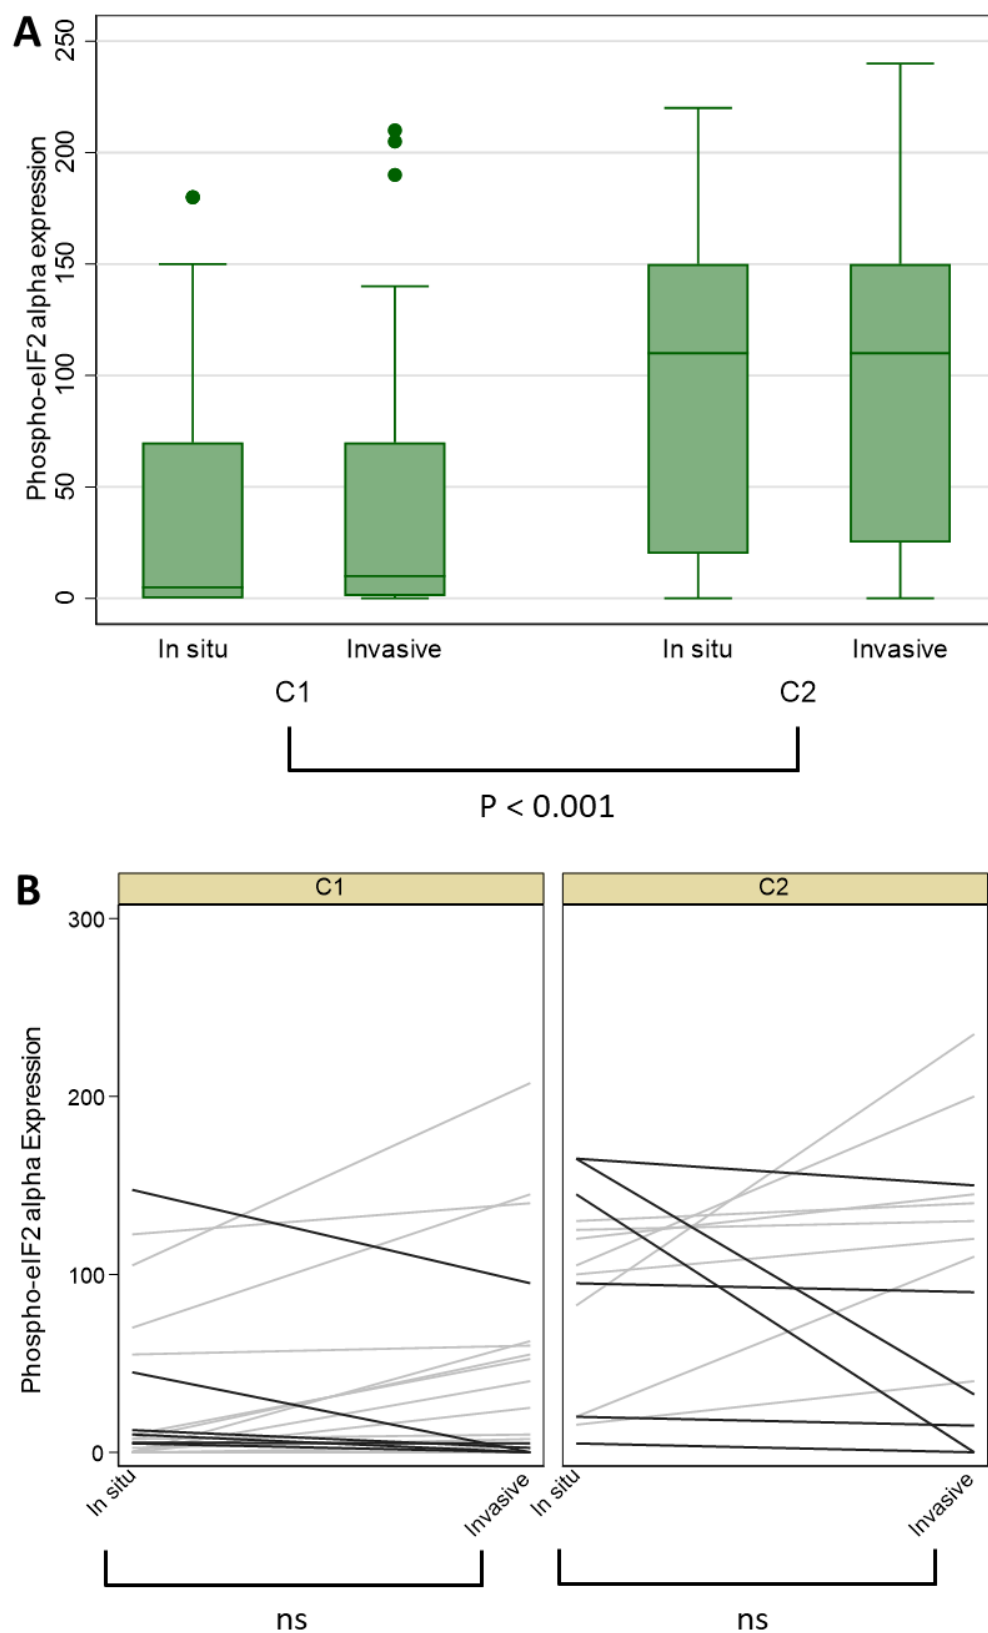 A
Phospho-eIF2 alpha expression
250
200
150
100
50
0
In situ Invasive In situ Invasive
C1 C2
P < 0.001
B
C1 C2
Phospho-eIF2 alpha Expression
300
200
100
0
In situ Invasive In situ Invasive
ns ns